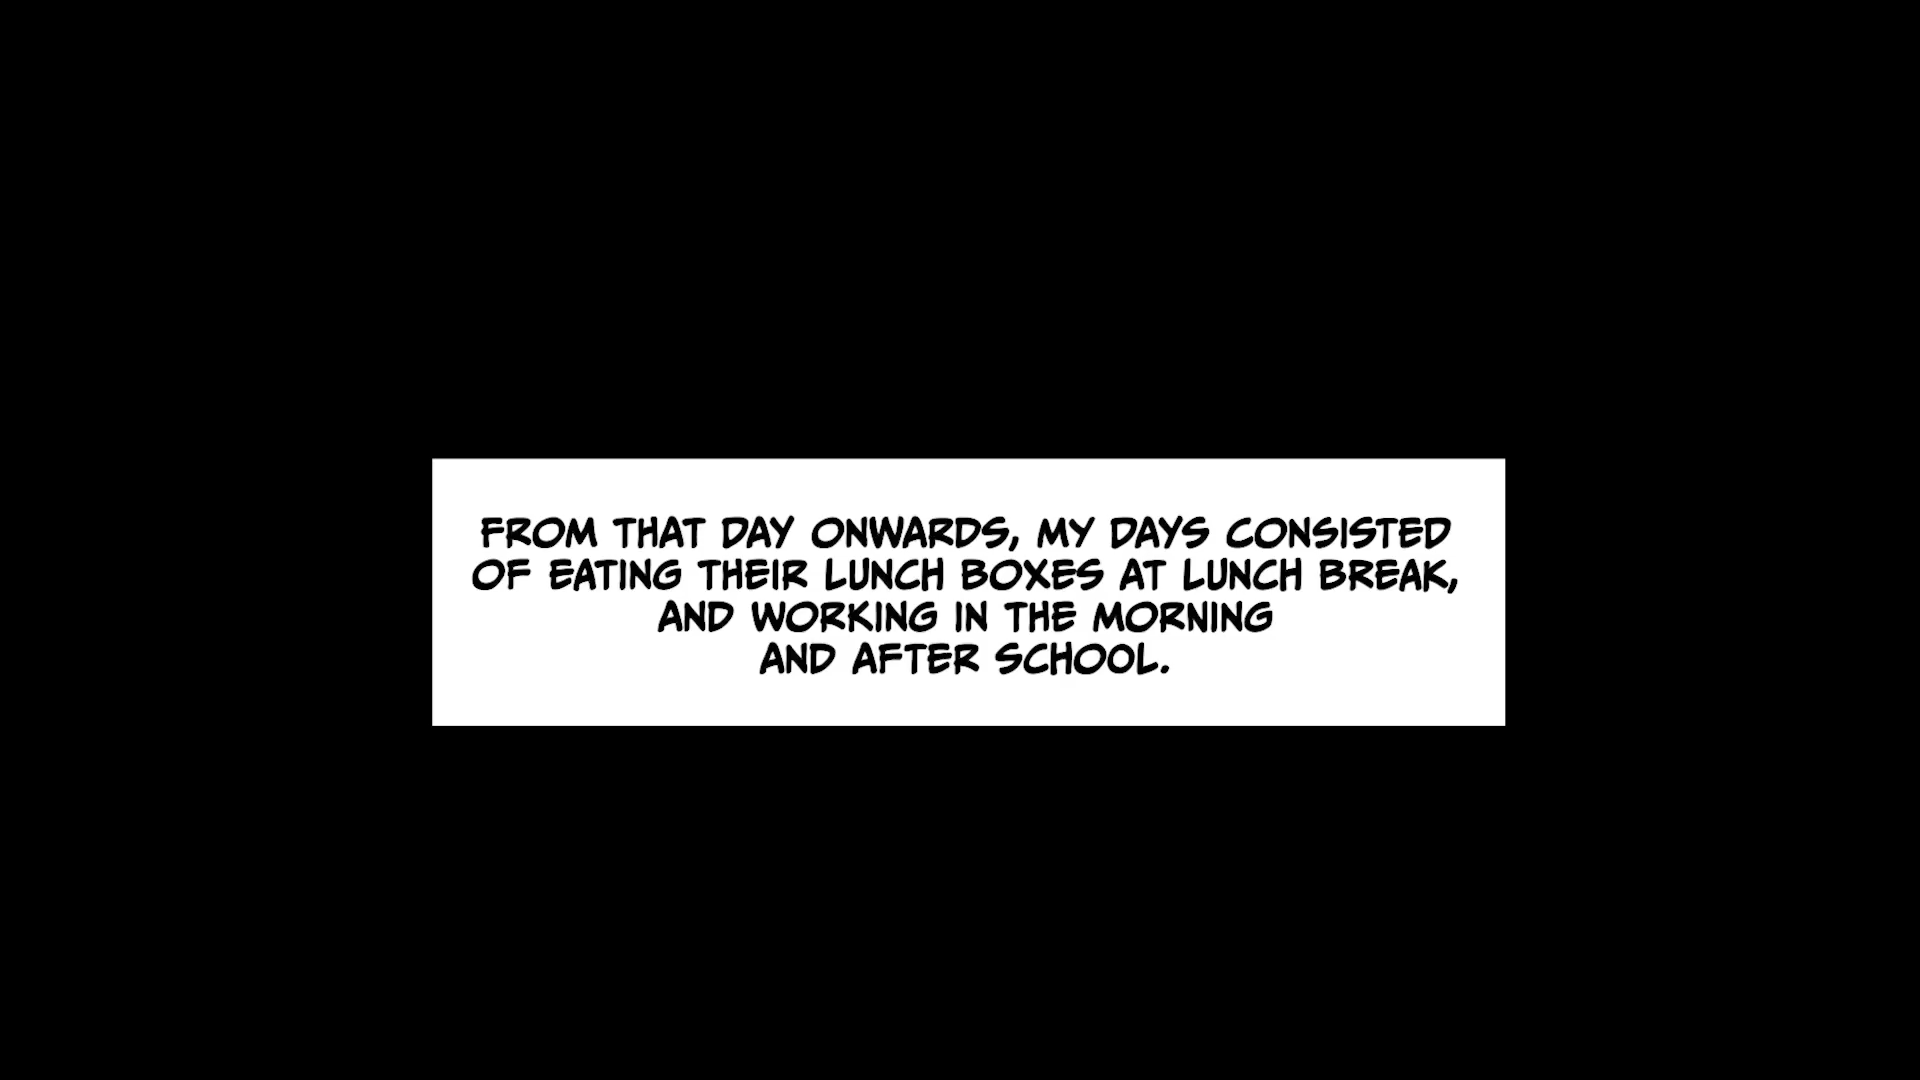 FROM THAT DAY ONWARDS, MY DAYS CONSISTED
OF EATING THEIR LUNCH BOXES AT LUNCH BREAK,
AND WORKING IN THE MORNING
AND AFTER SCHOOL.